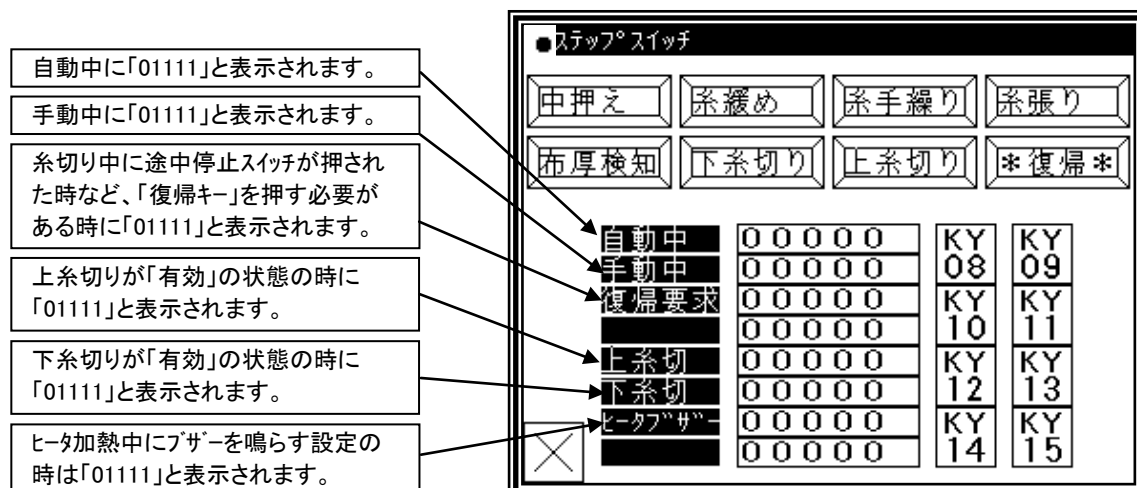 自動中に「01111」と表示されます。
手動中に「01111」と表示されます。
糸切り中に途中停止ｽｲｯﾁが押され
た時など、「復帰ｷｰ」を押す必要が
ある時に「01111」と表示されます。
上糸切りが「有効」の状態の時に
「01111」と表示されます。
下糸切りが「有効」の状態の時に
「01111」と表示されます。
ﾋｰﾀ加熱中にﾌﾞｻﾞｰを鳴らす設定の
時は「01111」と表示されます。
●ｽﾃｯﾌﾟｽｲｯﾁ
中押え 糸緩め 糸手繰り 糸張り
布厚検知 下糸切り 上糸切り ＊復帰＊
自動中 00000 KY KY
手動中 00000 08 09
復帰要求 00000 KY KY
00000 10 11
上糸切 00000 KY KY
下糸切 00000 12 13
ﾋｰﾀﾌﾞｻﾞｰ 00000 KY KY
00000 14 15